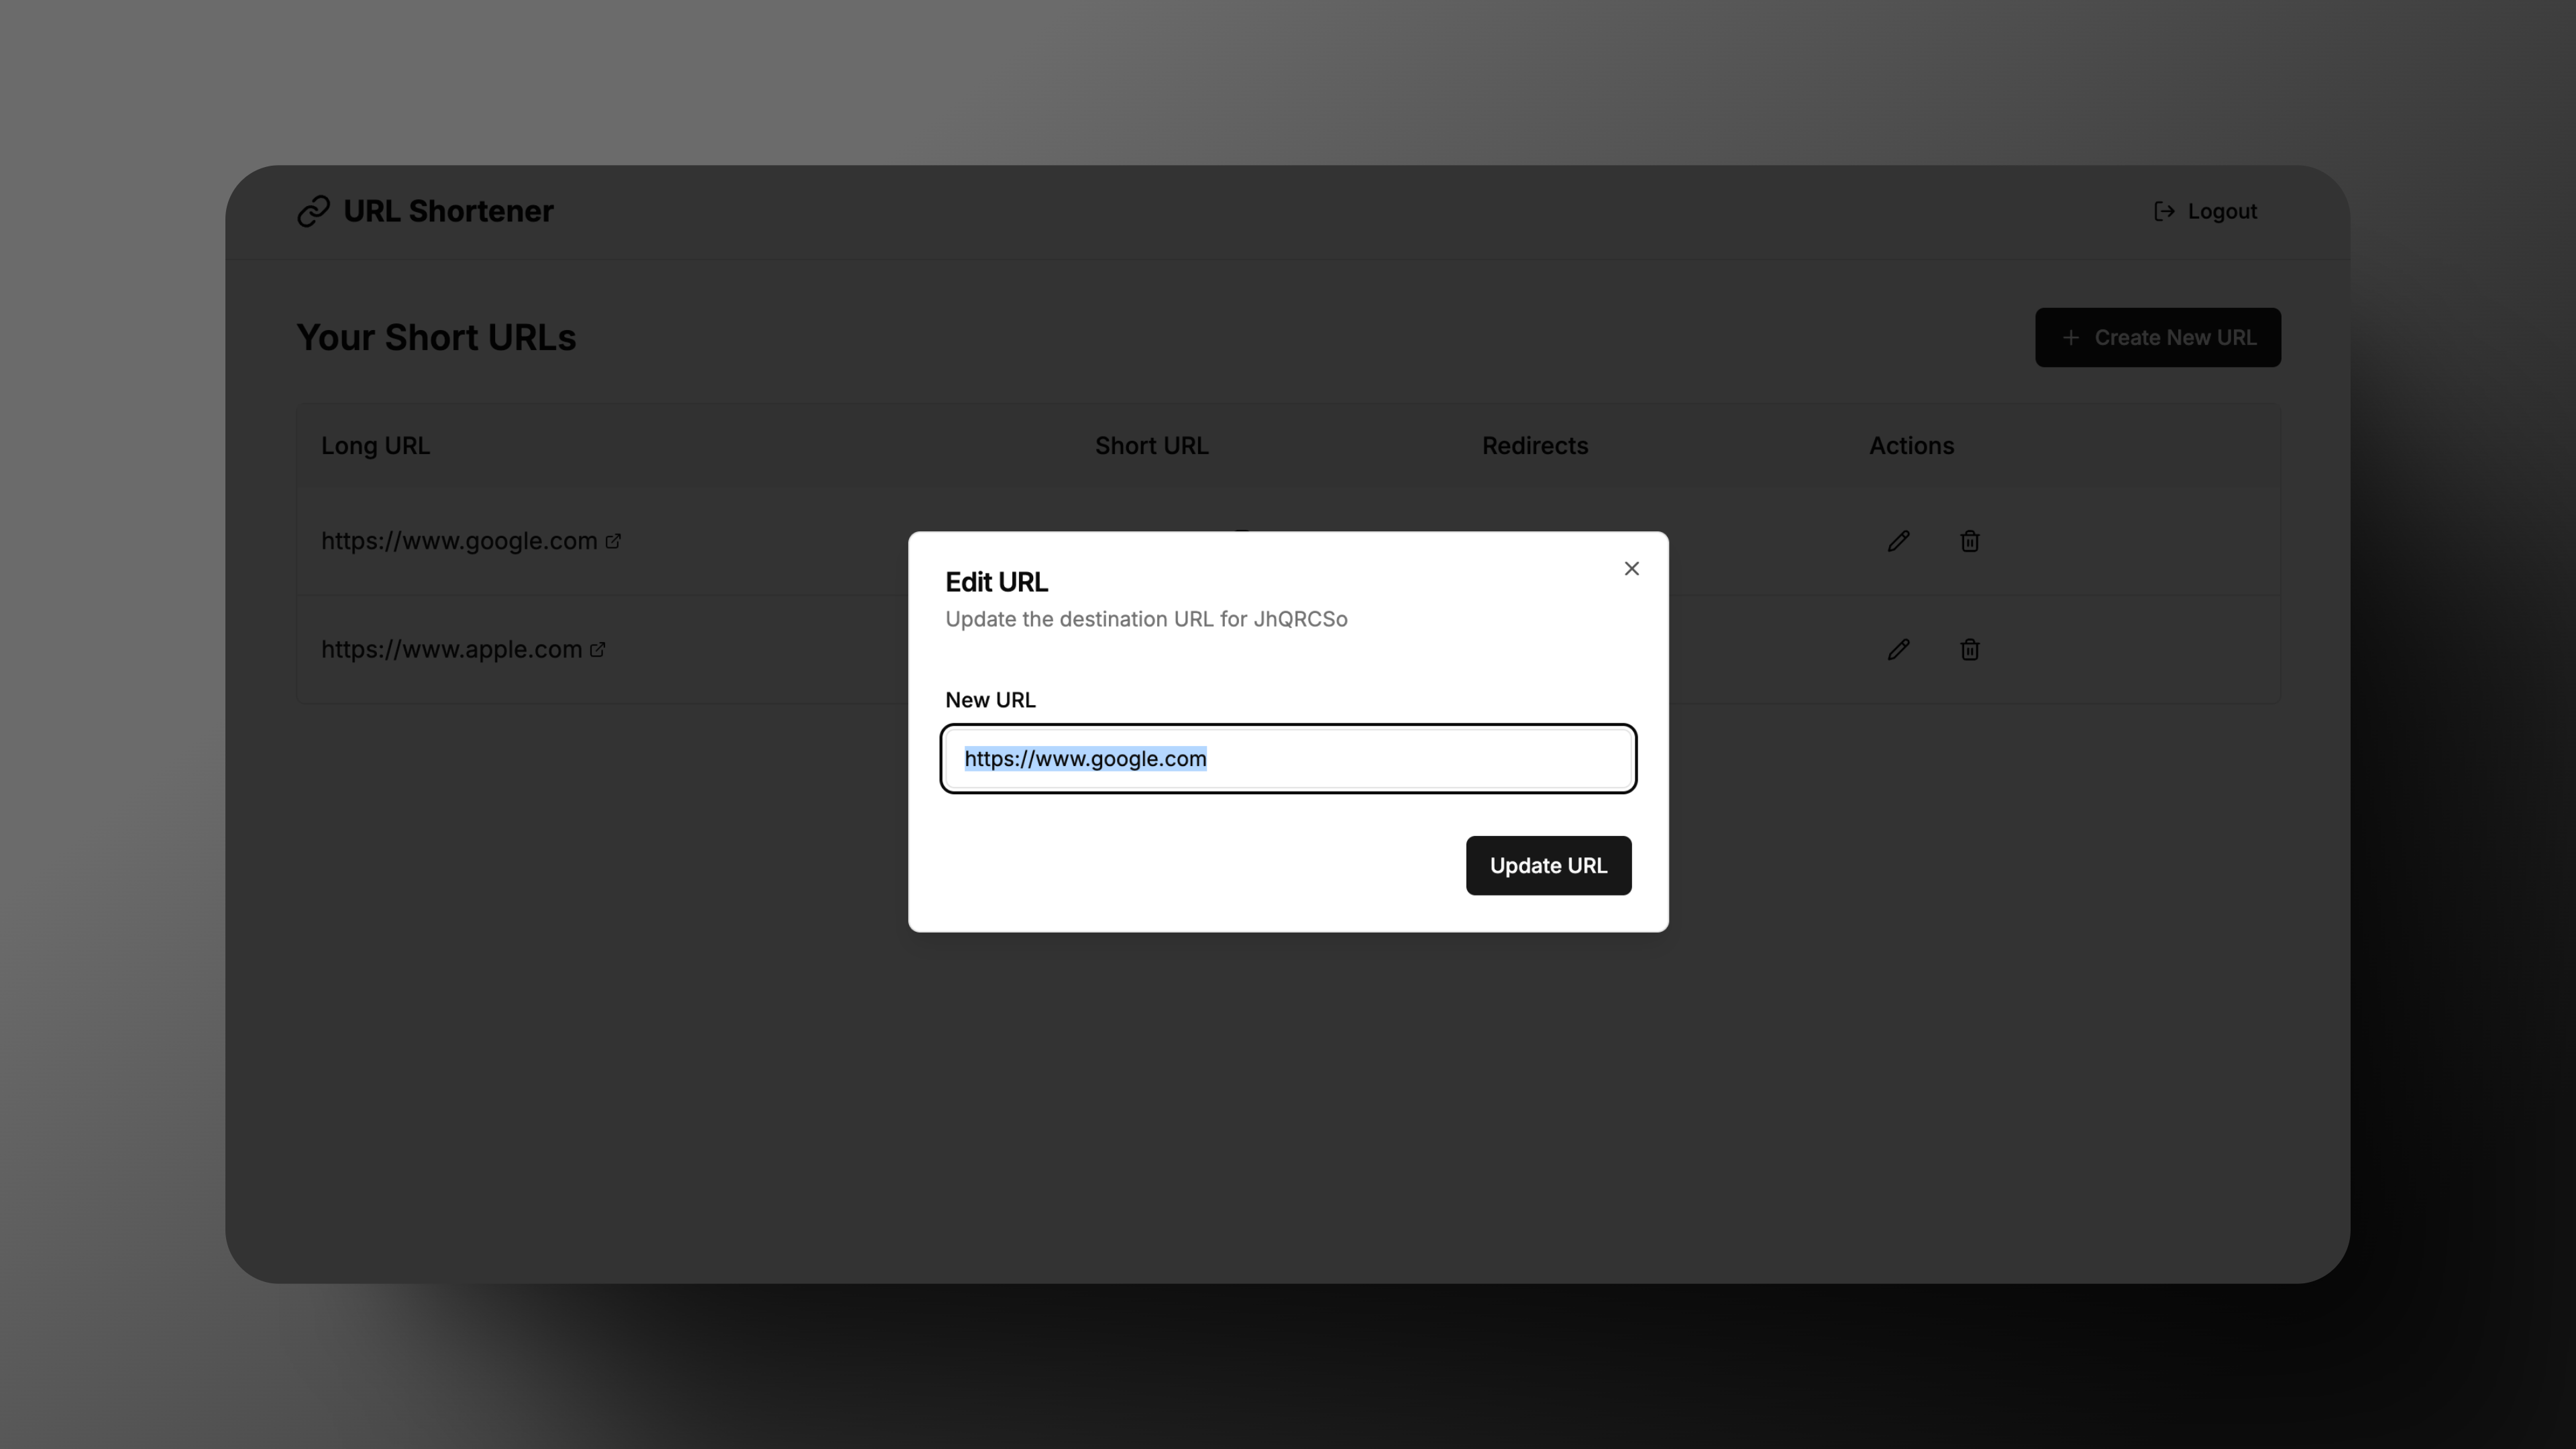 URL Shortener
Logout
Your Short URLs
Create New URL
Long URL Short URL Redirects Actions
https://www.google.com
https://www.apple.com
Edit URL
Update the destination URL for JhQRCSo
New URL
https://www.google.com
Update URL